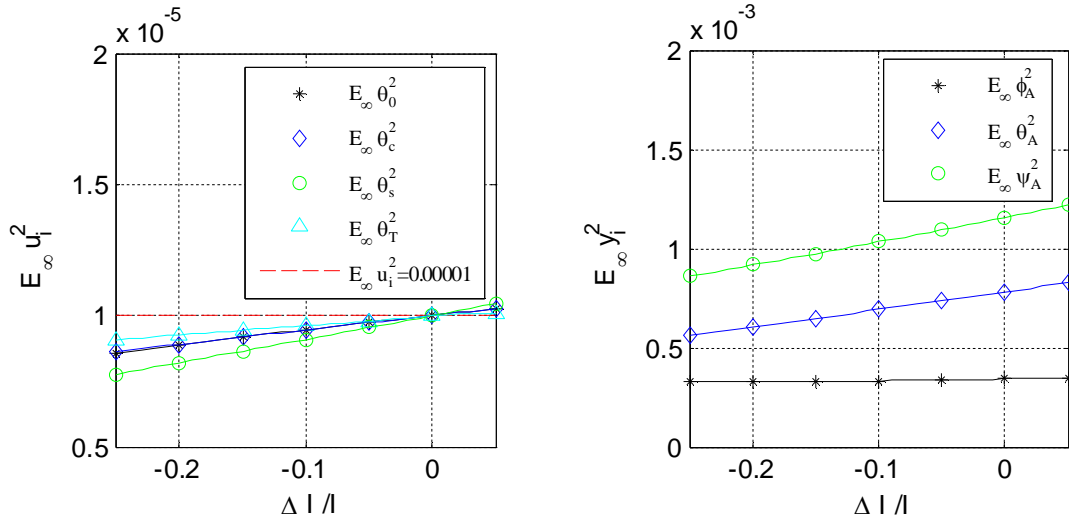 x 10^-5
2
1.5
1
0.5
E∞ u_i^2
-0.2
-0.1
0
Δ l /l
E∞ θ_0^2
E∞ θ_c^2
E∞ θ_s^2
E∞ θ_T^2
E∞ u_i^2=0.00001
x 10^-3
2
1.5
1
0.5
0
E∞ y_i^2
-0.2
-0.1
0
Δ l /l
E∞ ϕ_A^2
E∞ θ_A^2
E∞ ψ_A^2